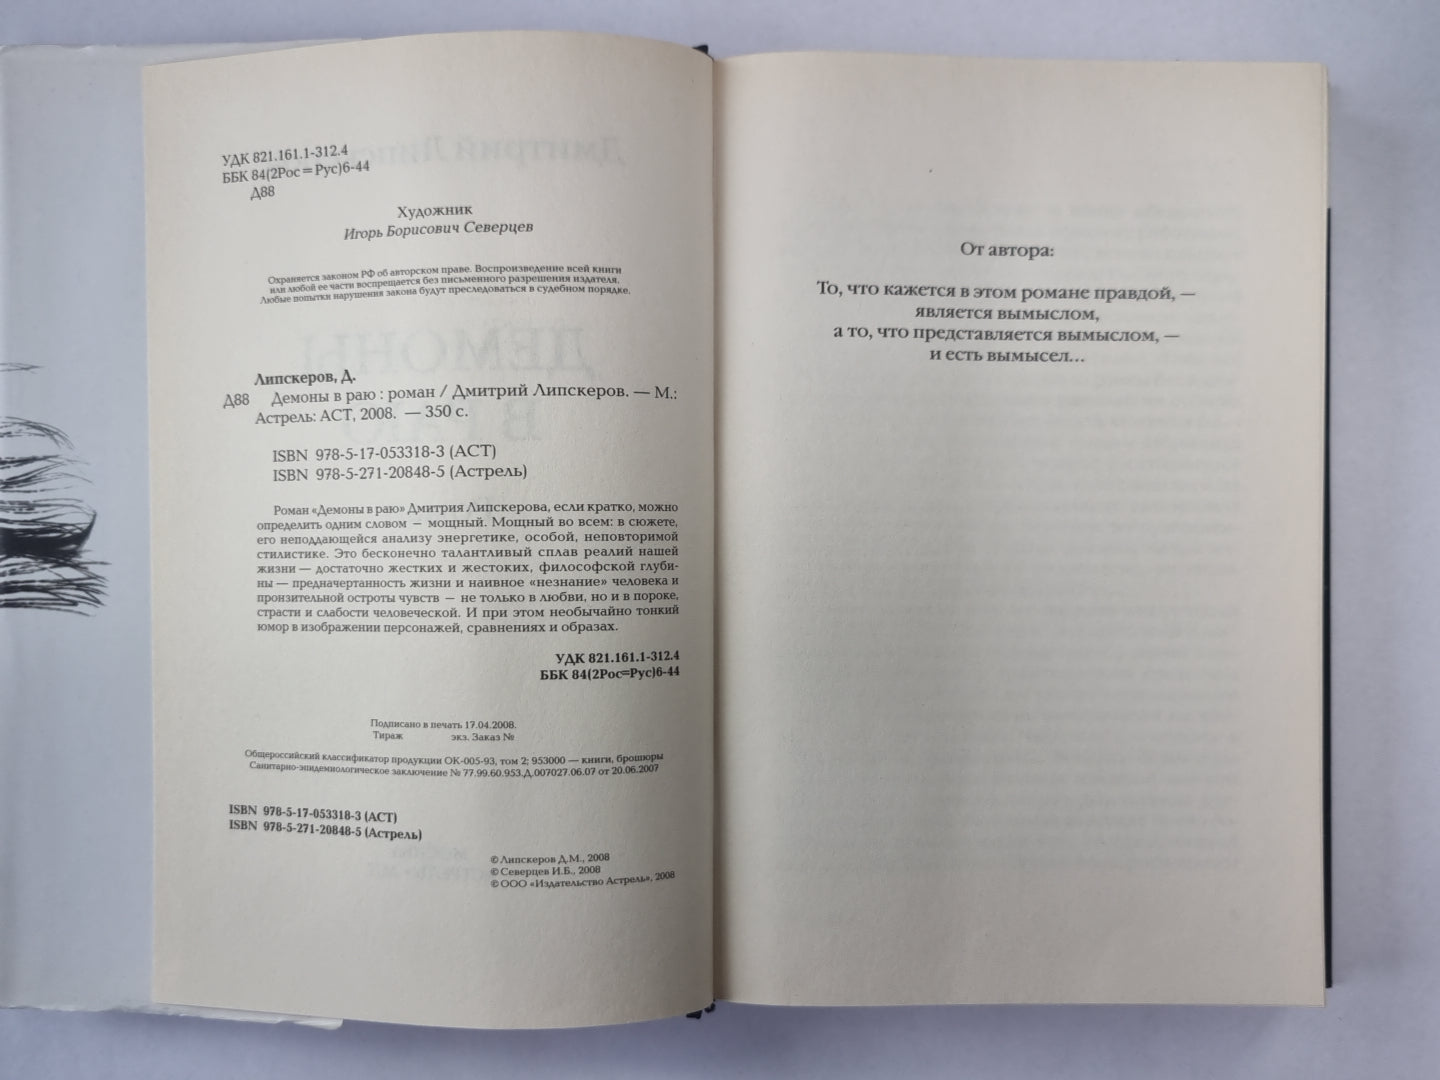 УДК 821.161.1-312.4
ББК 84(2Рос=Рус)6-44
Д88
Художник
Игорь Борисович Северцев
Охраняется законом РФ об авторском праве. Воспроизведение всей книги
или любой ее части воспрещается без письменного разрешения издателя.
Любые попытки нарушения закона будут преследоваться в судебном порядке.
Липскеров, Д.
Д88 Демоны в раю : роман / Дмитрий Липскеров. — М.:
Астрель: АСТ, 2008. — 350 с.
ISBN 978-5-17-053318-3 (АСТ)
ISBN 978-5-271-20848-5 (Астрель)
Роман «Демоны в раю» Дмитрия Липскерова, если кратко, можно
определить одним словом — мощный. Мощный во всем: в сюжете,
его неподдающейся анализу энергетике, особой, неповторимой
стилистике. Это бесконечно талантливый сплав реалий нашей
жизни — достаточно жестких и жестоких, философской глуби-
ны — предначертанность жизни и наивное «незнание» человека и
пронзительной остроты чувств — не только в любви, но и в пороке,
страсти и слабости человеческой. И при этом необычайно тонкий
юмор в изображении персонажей, сравнениях и образах.
УДК 821.161.1-312.4
ББК 84(2Рос=Рус)6-44
Подписано в печать 17.04.2008.
Тираж экз. Заказ №
Общероссийский классификатор продукции ОК-005-93, том 2; 953000 — книги, брошюры
Санитарно-эпидемиологическое заключение № 77.99.60.953.Д.007027.06.07 от 20.06.2007
ISBN 978-5-17-053318-3 (АСТ)
ISBN 978-5-271-20848-5 (Астрель)
© Липскеров Д.М., 2008
© Северцев И.Б., 2008
© ООО «Издательство Астрель», 2008
От автора:
То, что кажется в этом романе правдой, —
является вымыслом,
а то, что представляется вымыслом, —
и есть вымысел...